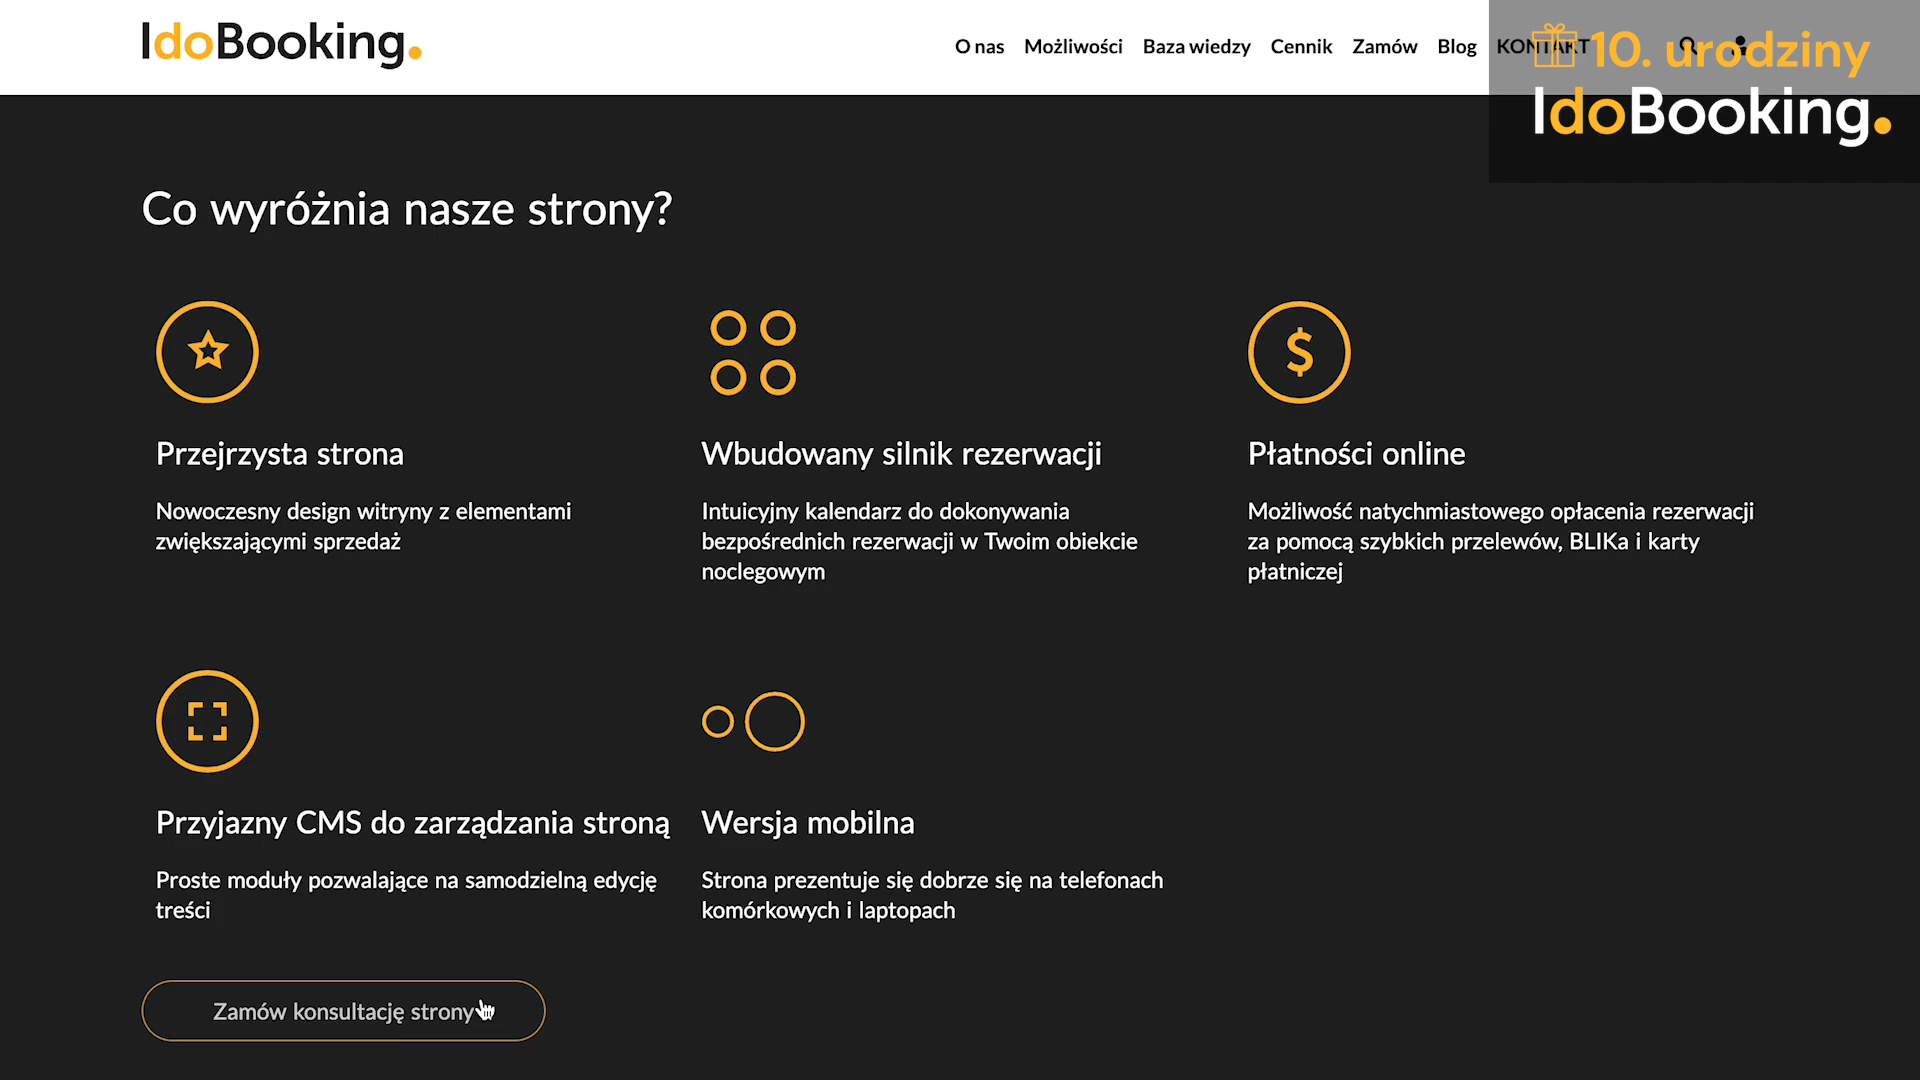 IdoBooking.
O nas Możliwości Baza wiedzy Cennik Zamów Blog KONTAKT
10. urodziny
IdoBooking.
Co wyróżnia nasze strony?
Przejrzysta strona
Nowoczesny design witryny z elementami
zwiększającymi sprzedaż
Wbudowany silnik rezerwacji
Intuicyjny kalendarz do dokonywania
bezpośrednich rezerwacji w Twoim obiekcie
noclegowym
Płatności online
Możliwość natychmiastowego opłacenia rezerwacji
za pomocą szybkich przelewów, BLIKa i karty
płatniczej
Przyjazny CMS do zarządzania stroną
Proste moduły pozwalające na samodzielną edycję
treści
Wersja mobilna
Strona prezentuje się dobrze się na telefonach
komórkowych i laptopach
Zamów konsultację strony